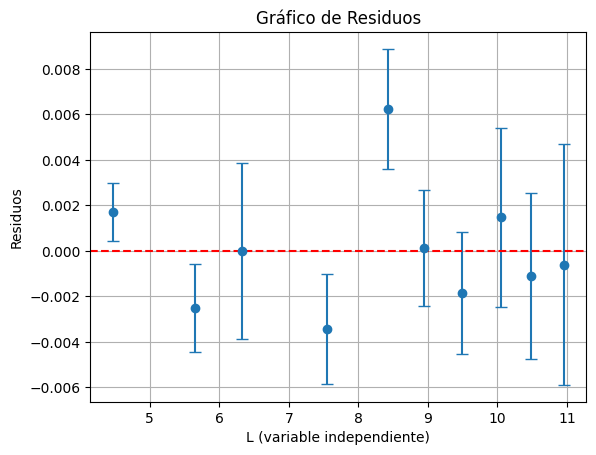 Gráfico de Residuos
0.008
0.006
0.004
0.002
0.000
−0.002
−0.004
−0.006
Residuos
5 6 7 8 9 10 11
L (variable independiente)